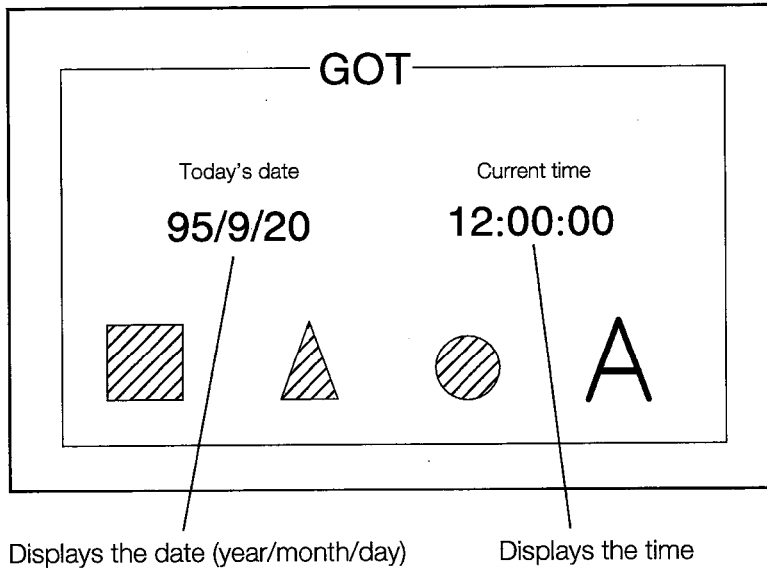 GOT
Today's date Current time
95/9/20 12:00:00
A
Displays the date (year/month/day) Displays the time